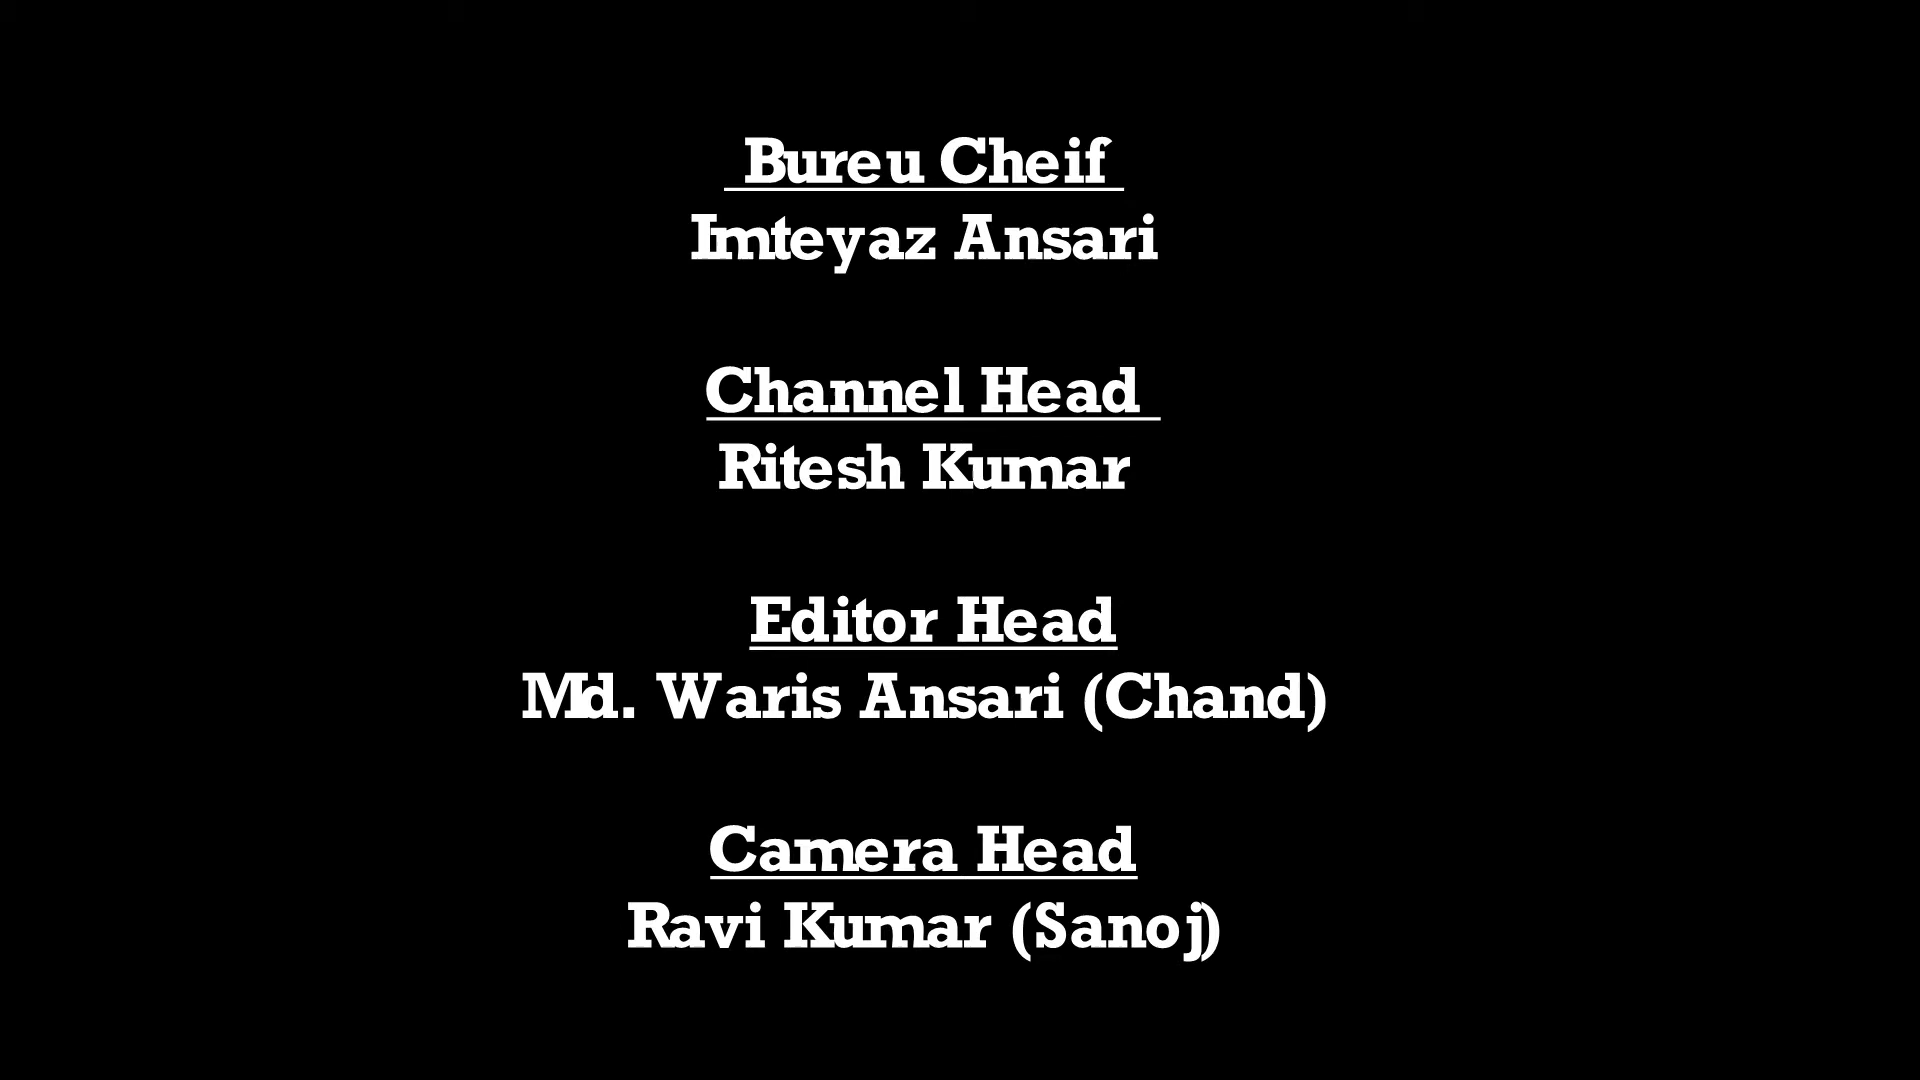 Bureu Cheif
Imteyaz Ansari
Channel Head
Ritesh Kumar
Editor Head
Md. Waris Ansari (Chand)
Camera Head
Ravi Kumar (Sanoj)